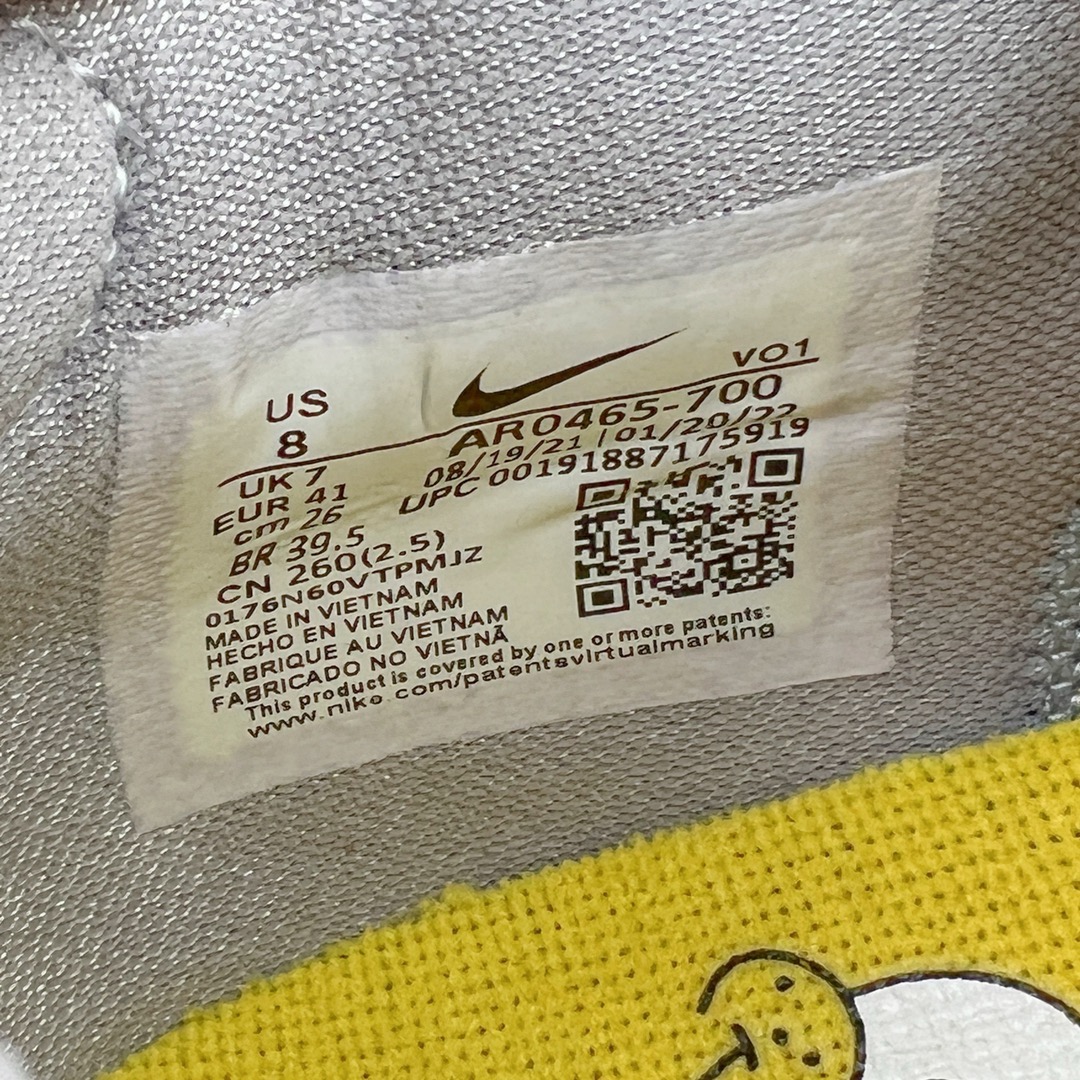 US
8
VO1
AR0465-700
08/19/21 | 01/20/22
UPC 00191887175919
UK 7
EUR 41
cm 26
BR 39.5
CN 260(2.5)
0176N60VTPMJZ
MADE IN VIETNAM
HECHO EN VIETNAM
FABRIQUE AU VIETNAM
FABRICADO NO VIETNÃ
This product is covered by one or more patents:
www.nike.com/patentsvirtualmarking